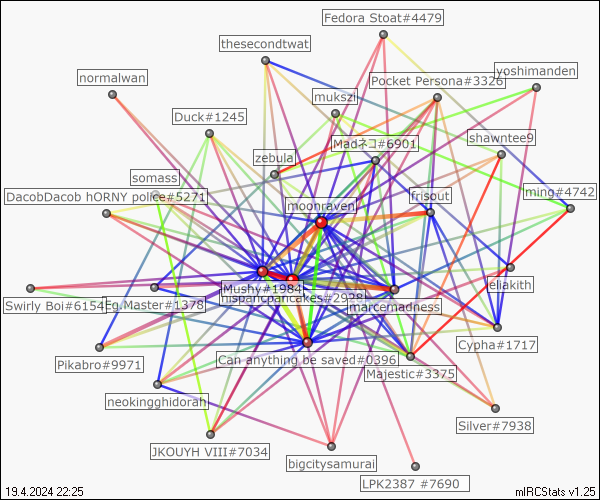 Fedora Stoat#4479
thesecondtwat
yoshimanden
normalwan
Pocket Persona#3326
mukszi
Duck#1245
shawntee9
Madネコ#6901
zebula
somass
ming#4742
DacobDacob hORNY police#5271
frisout
moonraven
eliakith
Mushy#1984
hispanicpancakes#2928
Swirly Boi#6154
Eg.Master#1378
marcemadness
Cypha#1717
Can anything be saved#0396
Pikabro#9971
Majestic#3375
neokingghidorah
Silver#7938
JKOUYH VIII#7034
bigcitysamurai
LPK2387 #7690
19.4.2024 22:25
mIRCStats v1.25